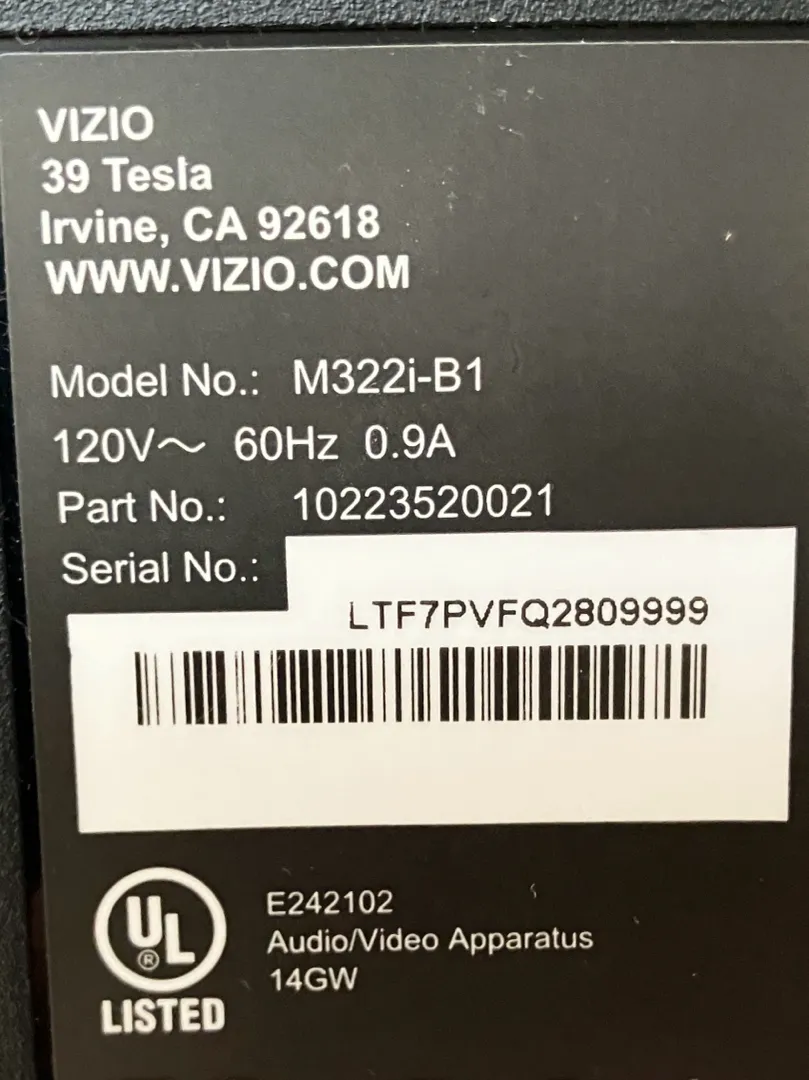 VIZIO
39 Tesla
Irvine, CA 92618
WWW.VIZIO.COM
Model No.: M322i-B1
120V～ 60Hz 0.9A
Part No.: 10223520021
Serial No.:
LTF7PVFQ2809999
UL
®
LISTED
E242102
Audio/Video Apparatus
14GW